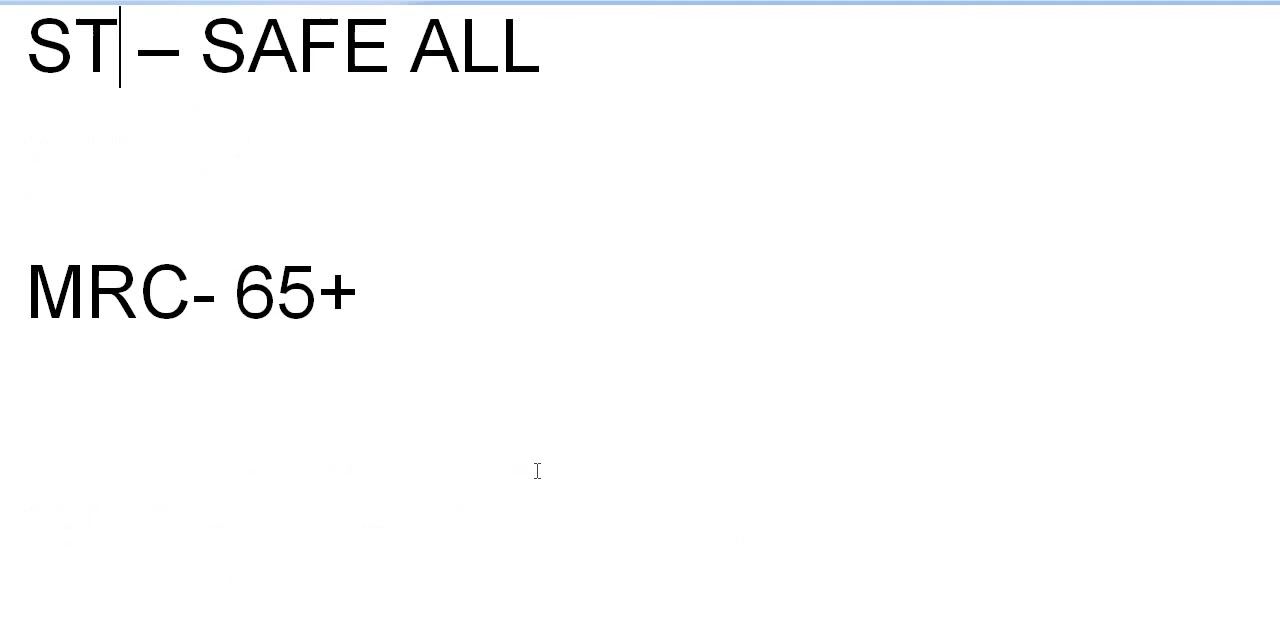 ST – SAFE ALL
MRC- 65+